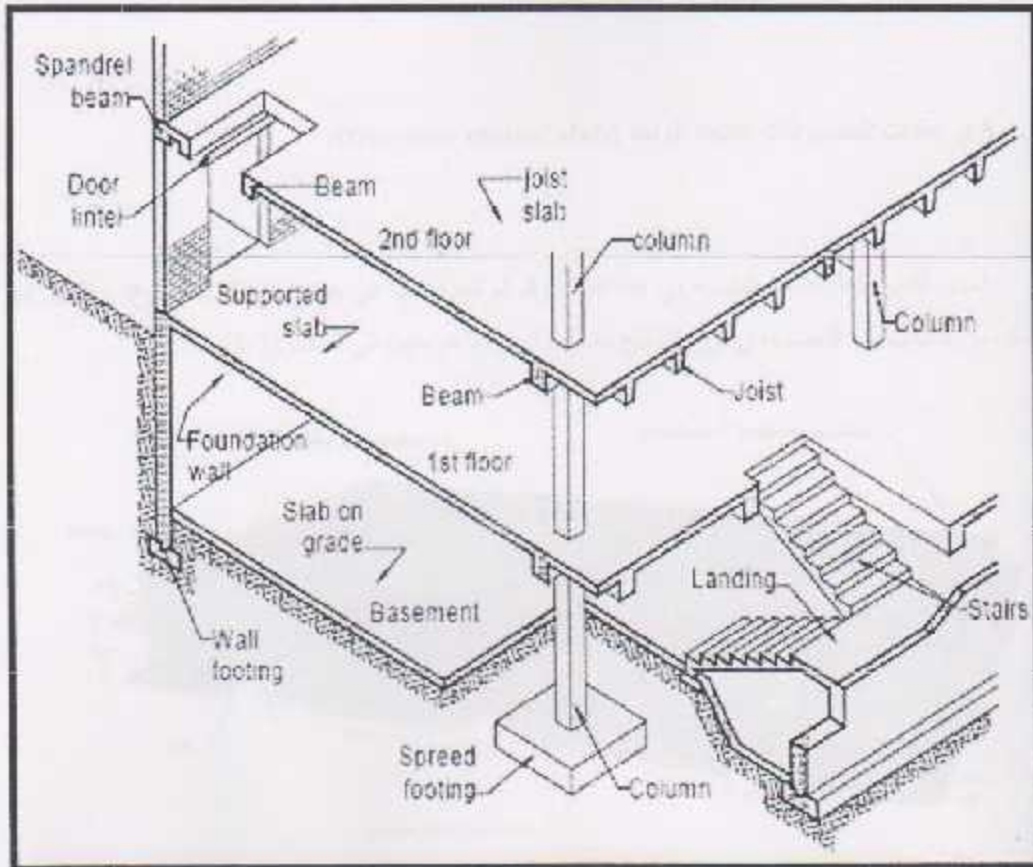 Spandrel
beam
Door
lintel
Beam
joist
slab
2nd floor
column
Column
Supported
slab
Beam
Joist
Foundation
wall
1st floor
Slab on
grade
Landing
Basement
Stairs
Wall
footing
Spreed
footing
Column